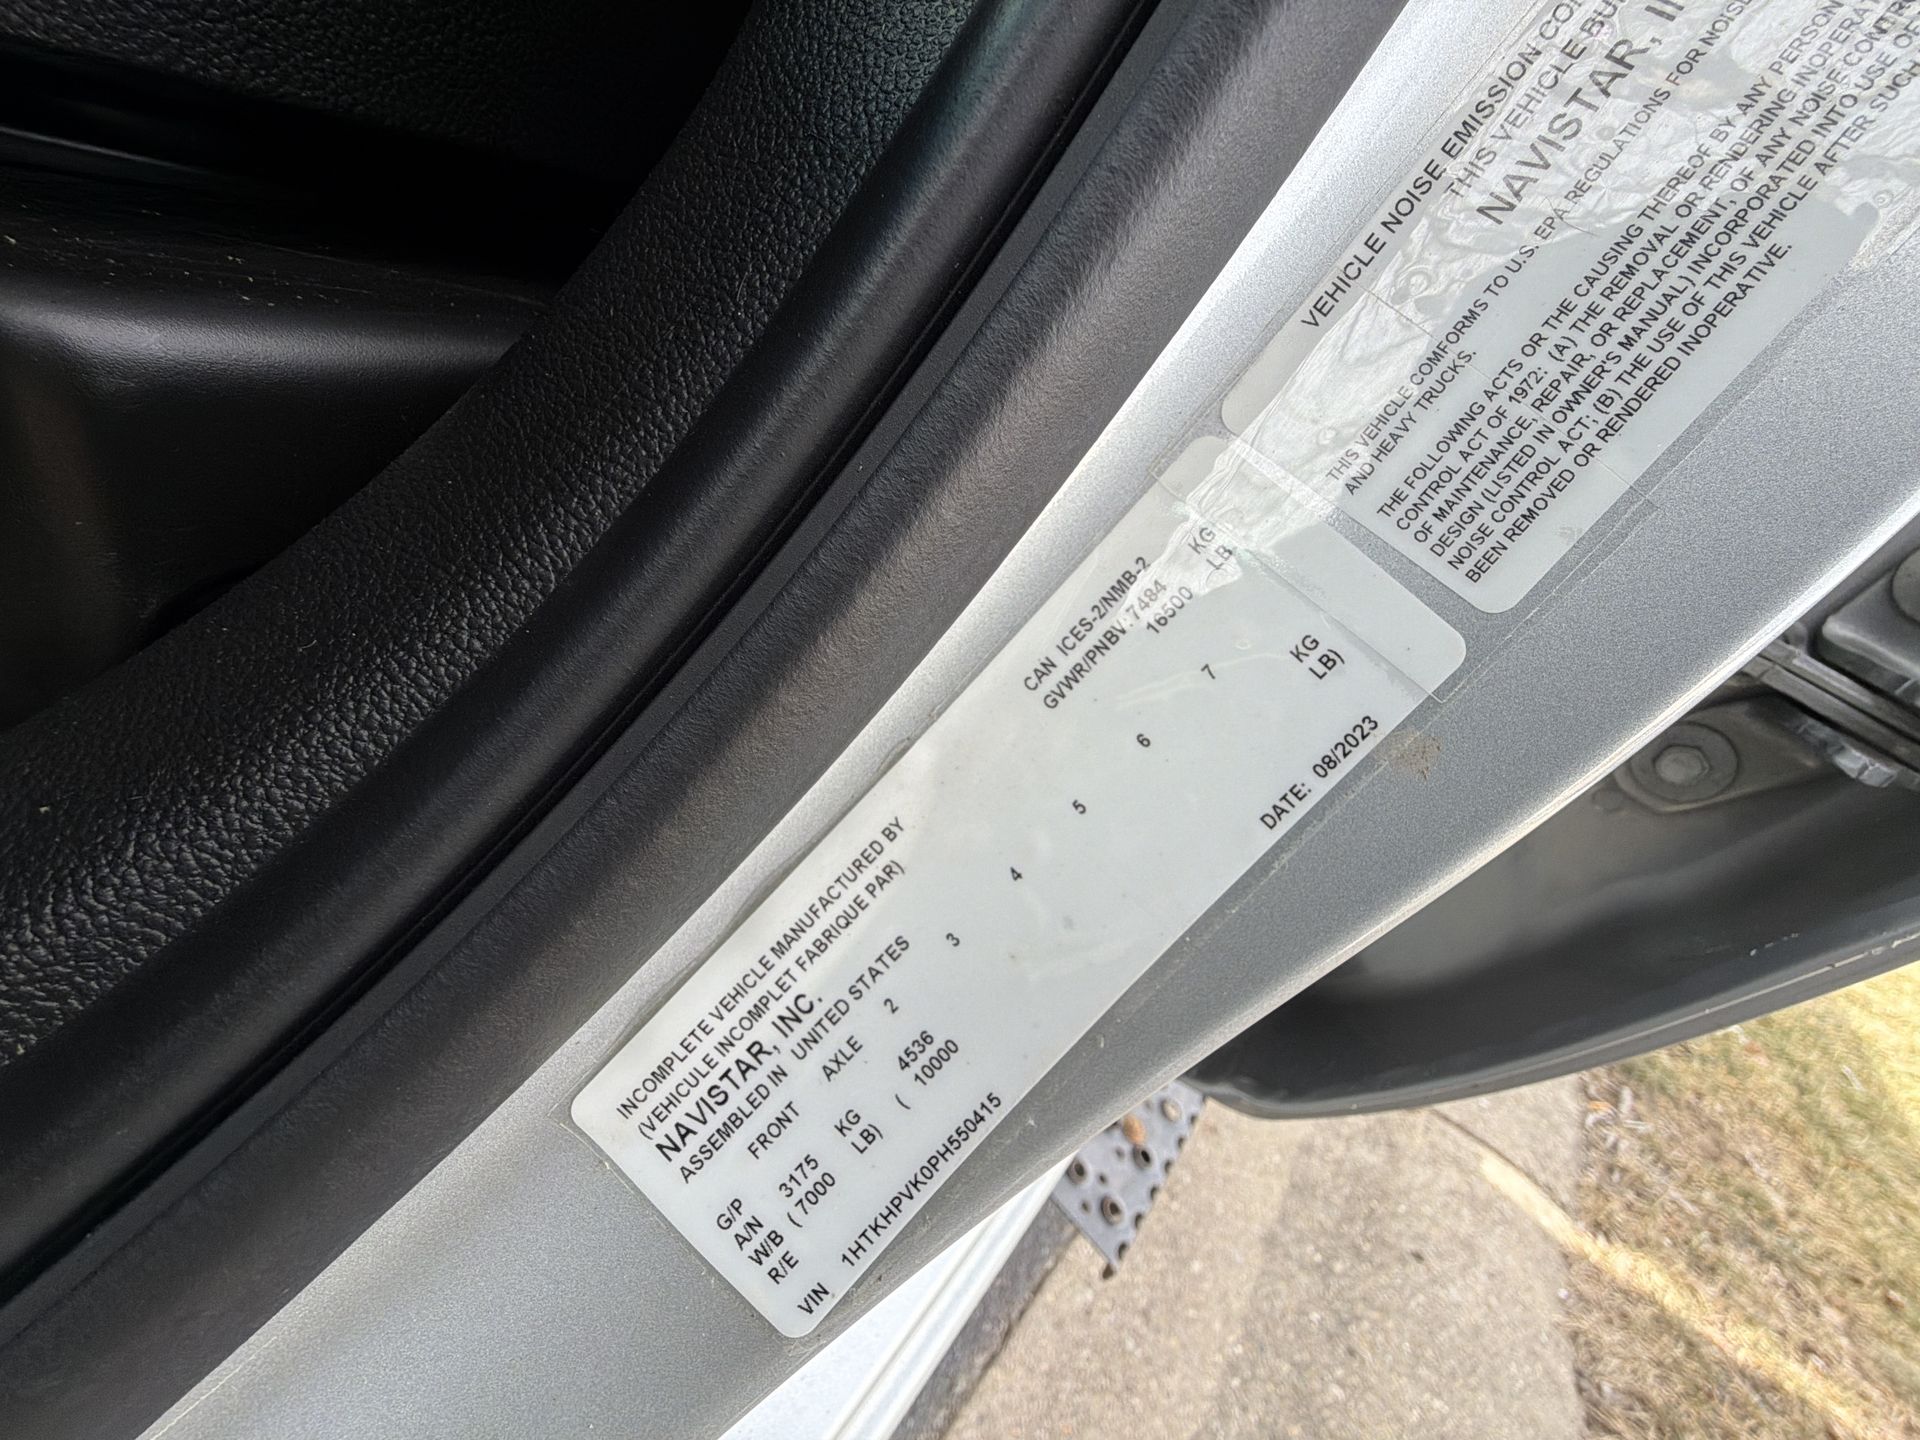 INCOMPLETE VEHICLE MANUFACTURED BY
(VEHICULE INCOMPLET FABRIQUE PAR)
NAVISTAR, INC.
ASSEMBLED IN UNITED STATES
CAN ICES-2/NMB-2
GVWR/PNBV:7484 KG
16500 LB
FRONT AXLE 2 3 4 5 6 7
G/P 3175 KG 4536 KG
A/N ( 7000 LB) ( 10000 LB)
W/B
R/E
VIN 1HTKHPVK0PH550415 DATE: 08/2023
VEHICLE NOISE EMISSION
THIS VEHICLE
NAVISTAR,
THIS VEHICLE COMFORMS TO U.S. EPA REGULATIONS FOR NOISE
AND HEAVY TRUCKS.
THE FOLLOWING ACTS OR THE CAUSING THEREOF BY ANY PERSON
CONTROL ACT OF 1972: (A) THE REMOVAL OR RENDERING
OF MAINTENANCE, REPAIR, OR REPLACEMENT, OF ANY NOISE
DESIGN (LISTED IN OWNER'S MANUAL) INCORPORATED INTO USE OR
NOISE CONTROL ACT; (B) THE USE OF THIS VEHICLE AFTER SUCH
BEEN REMOVED OR RENDERED INOPERATIVE.